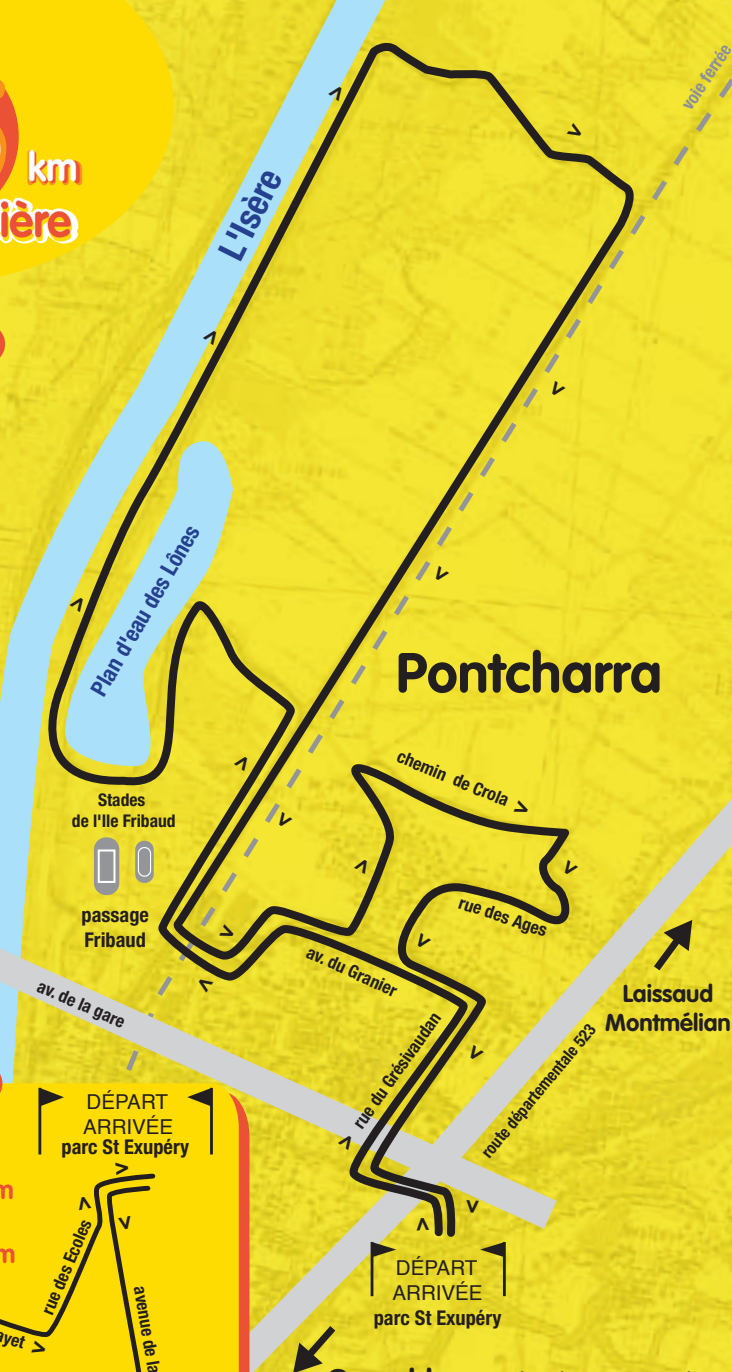 km
voie ferrée
L'Isère
Plan d'eau des Lônes
Pontcharra
chemin de Crola
Stades
de l'Ile Fribaud
passage
Fribaud
rue des Ages
av. du Granier
av. de la gare
Laissaud
Montmélian
rue du Grésivaudan
route départementale 523
DÉPART
ARRIVÉE
parc St Exupéry
rue des Ecoles
avenue de la
DÉPART
ARRIVÉE
parc St Exupéry